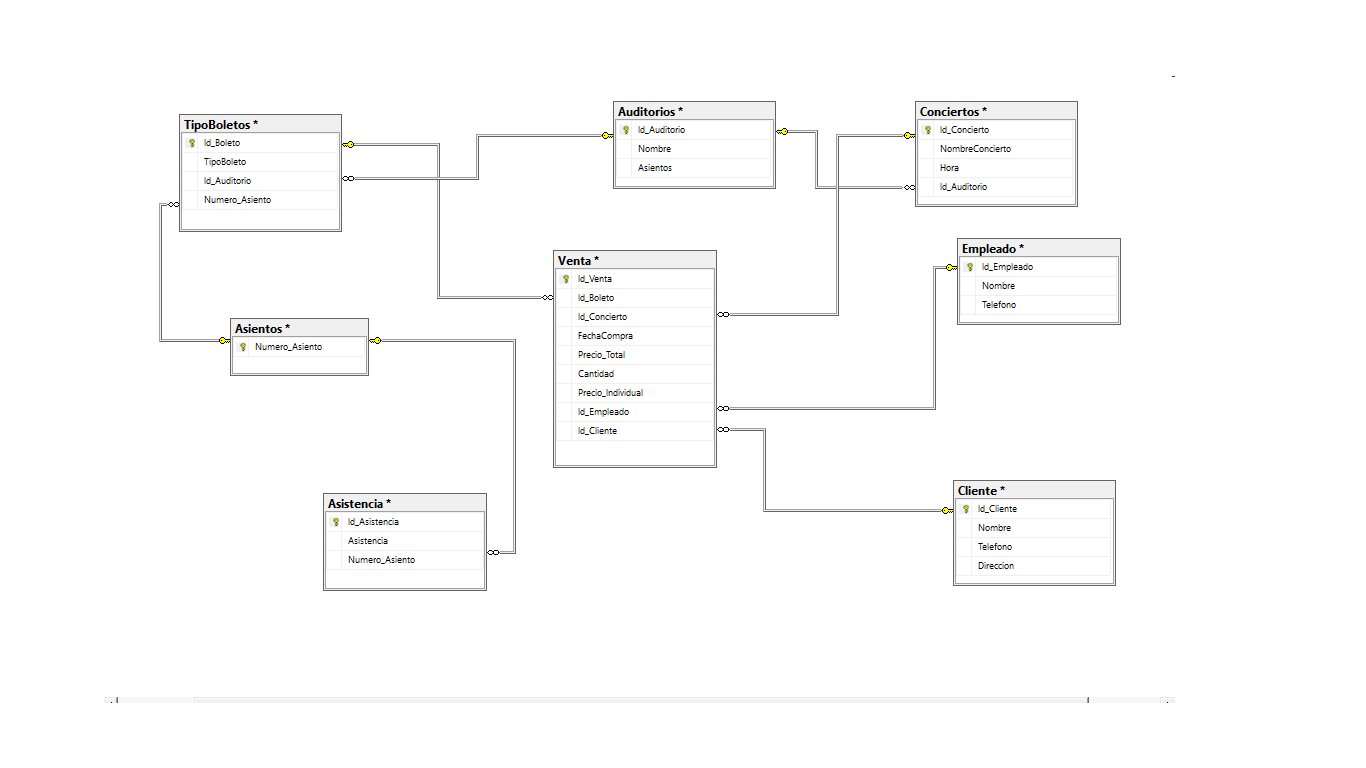 TipoBoletos *
Id_Boleto
TipoBoleto
Id_Auditorio
Numero_Asiento
Auditorios *
Id_Auditorio
Nombre
Asientos
Conciertos *
Id_Concierto
NombreConcierto
Hora
Id_Auditorio
Venta *
Id_Venta
Id_Boleto
Id_Concierto
FechaCompra
Precio_Total
Cantidad
Precio_Individual
Id_Empleado
Id_Cliente
Empleado *
Id_Empleado
Nombre
Telefono
Asientos *
Numero_Asiento
Asistencia *
Id_Asistencia
Asistencia
Numero_Asiento
Cliente *
Id_Cliente
Nombre
Telefono
Direccion